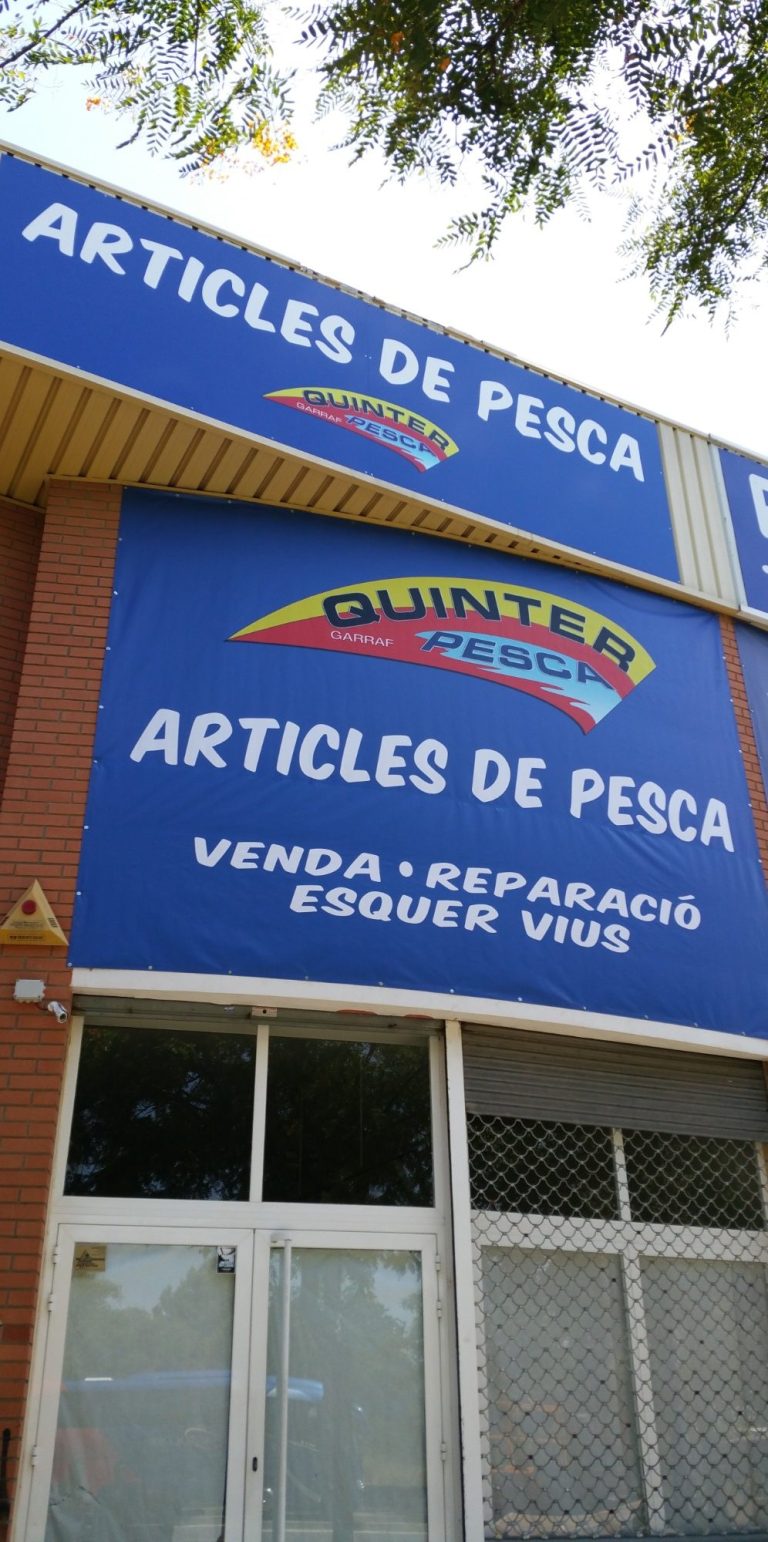 ARTICLES DE PESCA
QUINTER
GARRAF PESCA
QUINTER
GARRAF PESCA
ARTICLES DE PESCA
VENDA • REPARACIÓ
ESQUER VIUS